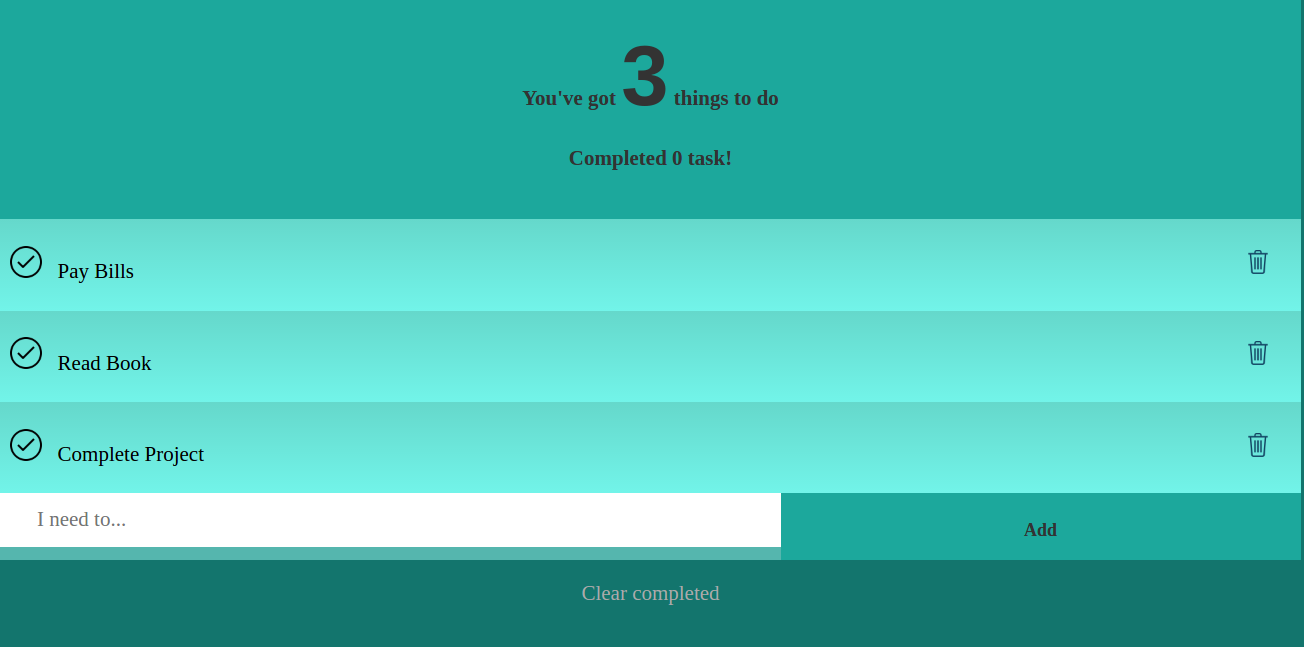 You've got 3 things to do
Completed 0 task!
Pay Bills
Read Book
Complete Project
I need to...
Add
Clear completed